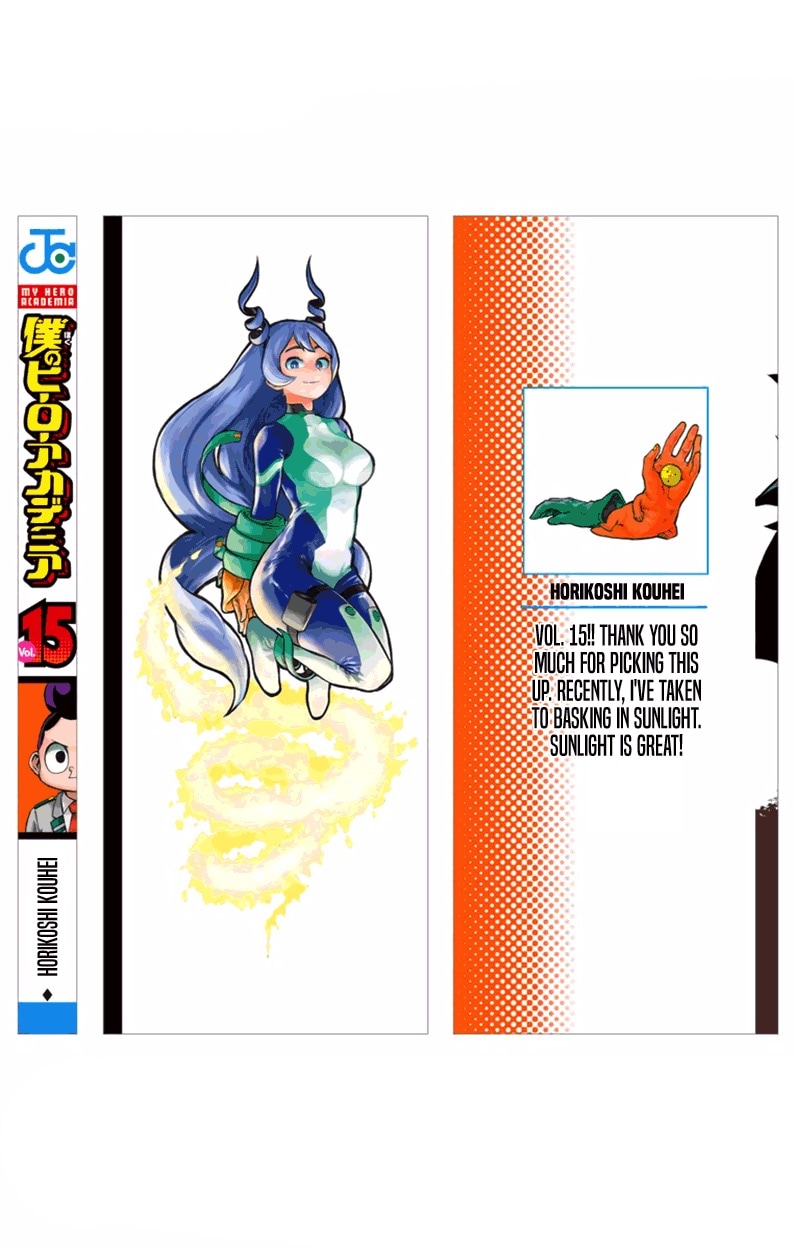 JC
MY HERO
ACADEMIA
僕のヒーローアカデミア
ぼく
Vol.
15
HORIKOSHI KOUHEI
HORIKOSHI KOUHEI
VOL. 15!! THANK YOU SO
MUCH FOR PICKING THIS
UP. RECENTLY, I'VE TAKEN
TO BASKING IN SUNLIGHT.
SUNLIGHT IS GREAT!